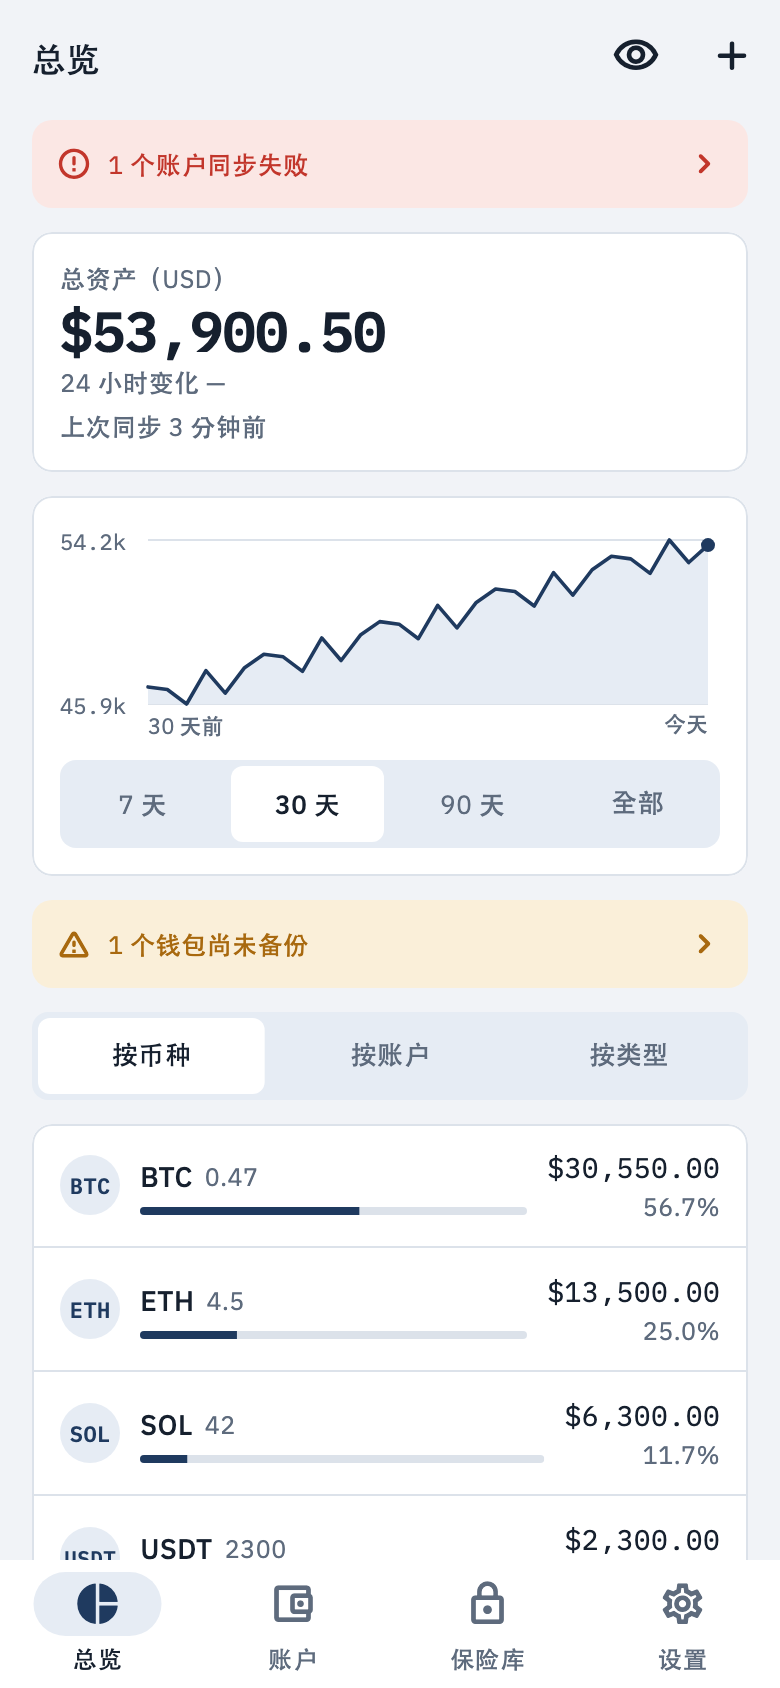 总览
1 个账户同步失败
总资产（USD）
$53,900.50
24 小时变化 —
上次同步 3 分钟前
54.2k
45.9k
30 天前
今天
7 天
30 天
90 天
全部
1 个钱包尚未备份
按币种
按账户
按类型
BTC
BTC 0.47
$30,550.00
56.7%
ETH
ETH 4.5
$13,500.00
25.0%
SOL
SOL 42
$6,300.00
11.7%
USDT
USDT 2300
$2,300.00
总览
账户
保险库
设置